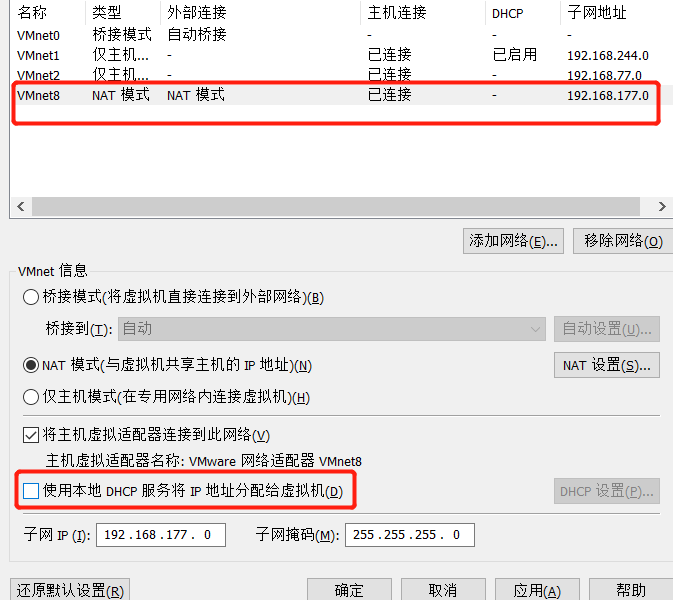 名称 类型 外部连接 主机连接 DHCP 子网地址
VMnet0 桥接模式 自动桥接 - - -
VMnet1 仅主机... - 已连接 已启用 192.168.244.0
VMnet2 仅主机... - 已连接 - 192.168.77.0
VMnet8 NAT 模式 NAT 模式 已连接 - 192.168.177.0
添加网络(E)... 移除网络(O)
VMnet 信息
桥接模式(将虚拟机直接连接到外部网络)(B)
桥接到(T): 自动 自动设置(U)...
NAT 模式(与虚拟机共享主机的 IP 地址)(N) NAT 设置(S)...
仅主机模式(在专用网络内连接虚拟机)(H)
将主机虚拟适配器连接到此网络(V)
主机虚拟适配器名称: VMware 网络适配器 VMnet8
使用本地 DHCP 服务将 IP 地址分配给虚拟机(D) DHCP 设置(P)...
子网 IP (I): 192.168.177. 0 子网掩码(M): 255.255.255. 0
还原默认设置(R) 确定 取消 应用(A) 帮助